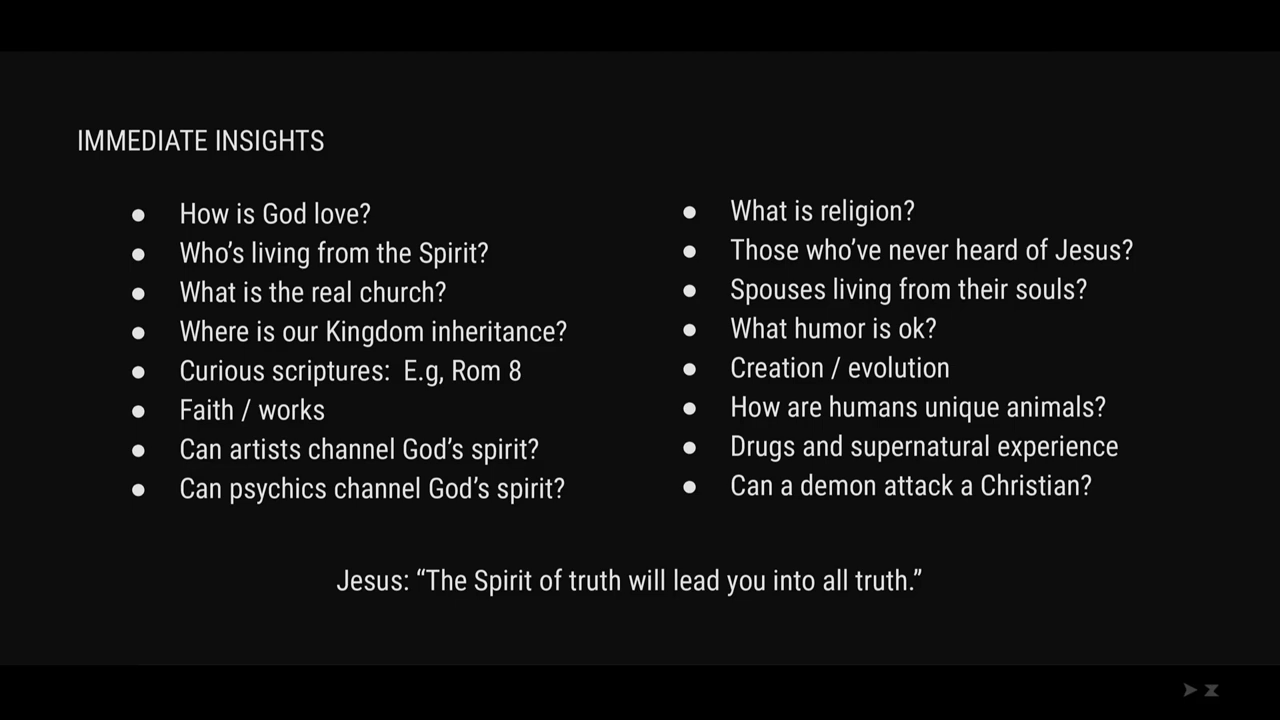 IMMEDIATE INSIGHTS
● How is God love?
● Who’s living from the Spirit?
● What is the real church?
● Where is our Kingdom inheritance?
● Curious scriptures:  E.g, Rom 8
● Faith / works
● Can artists channel God’s spirit?
● Can psychics channel God’s spirit?
● What is religion?
● Those who’ve never heard of Jesus?
● Spouses living from their souls?
● What humor is ok?
● Creation / evolution
● How are humans unique animals?
● Drugs and supernatural experience
● Can a demon attack a Christian?
Jesus: “The Spirit of truth will lead you into all truth.”